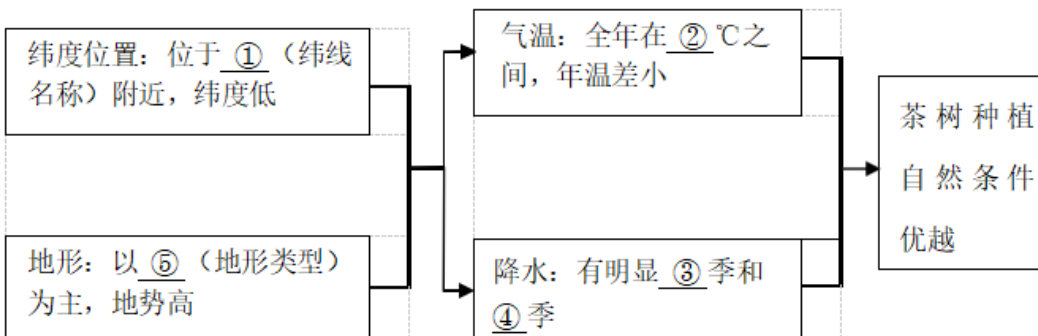 纬度位置：位于 ① （纬线
名称）附近，纬度低
气温：全年在 ② ℃之
间，年温差小
地形：以 ⑤ （地形类型）
为主，地势高
降水：有明显 ③ 季和
④ 季
茶树种植
自然条件
优越